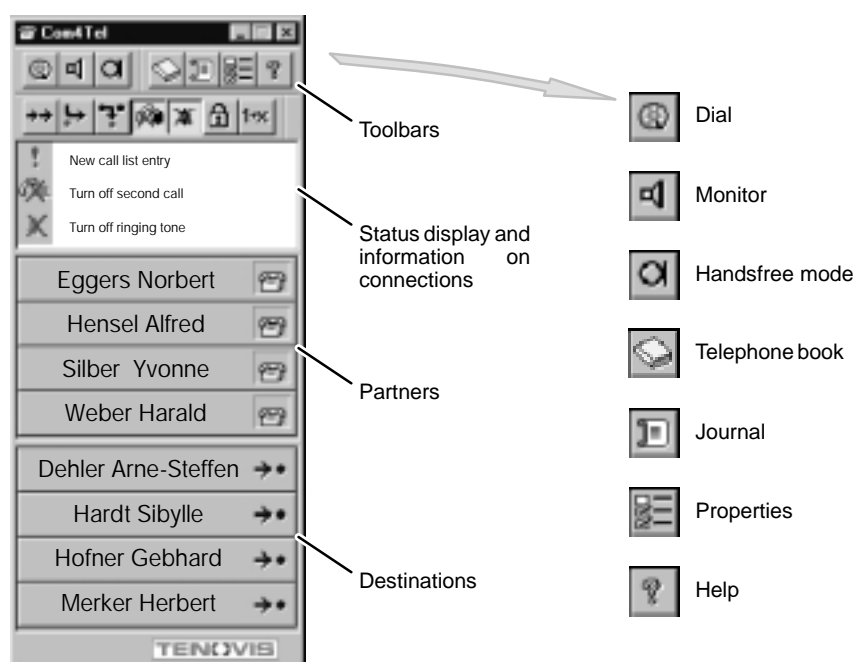 Com4Tel
?
1→x
! New call list entry
Turn off second call
Turn off ringing tone
Eggers Norbert
Hensel Alfred
Silber Yvonne
Weber Harald
Dehler Arne-Steffen
Hardt Sibylle
Hofner Gebhard
Merker Herbert
TENOVIS
Toolbars
Status display and
information on
connections
Partners
Destinations
Dial
Monitor
Handsfree mode
Telephone book
Journal
Properties
? Help